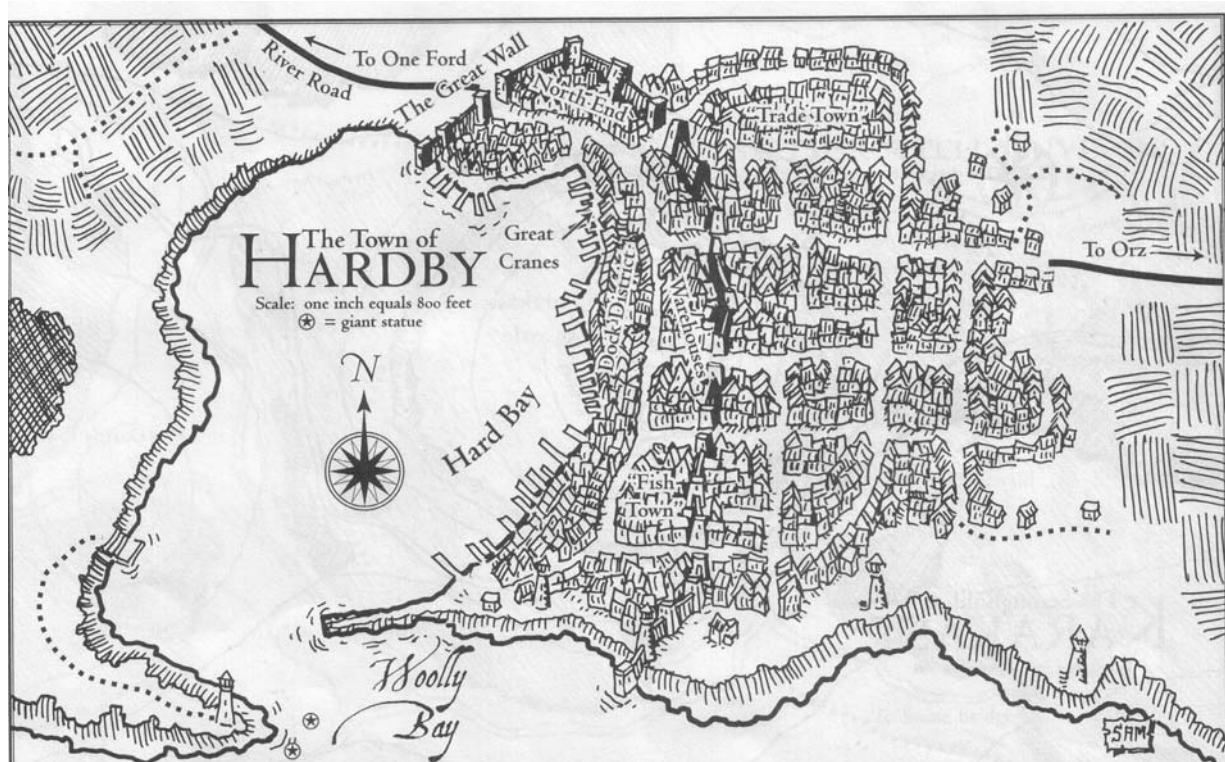 To One Ford
River Road
The Great Wall
North-End
Trade Town
The Town of
HARDBY
Scale: one inch equals 800 feet
= giant statue
Great
Cranes
To Orz
Dock District
Warehouses
N
Hard Bay
"Fish
Town"
Woolly
Bay
SAM